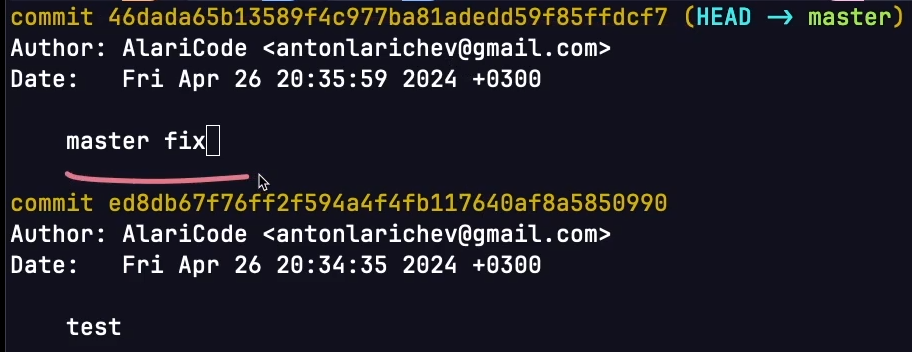 commit 46dada65b13589f4c977ba81adedd59f85ffdcf7 (HEAD -> master)
Author: AlariCode <antonlarichev@gmail.com>
Date:   Fri Apr 26 20:35:59 2024 +0300
master fix
commit ed8db67f76ff2f594a4f4fb117640af8a5850990
Author: AlariCode <antonlarichev@gmail.com>
Date:   Fri Apr 26 20:34:35 2024 +0300
test